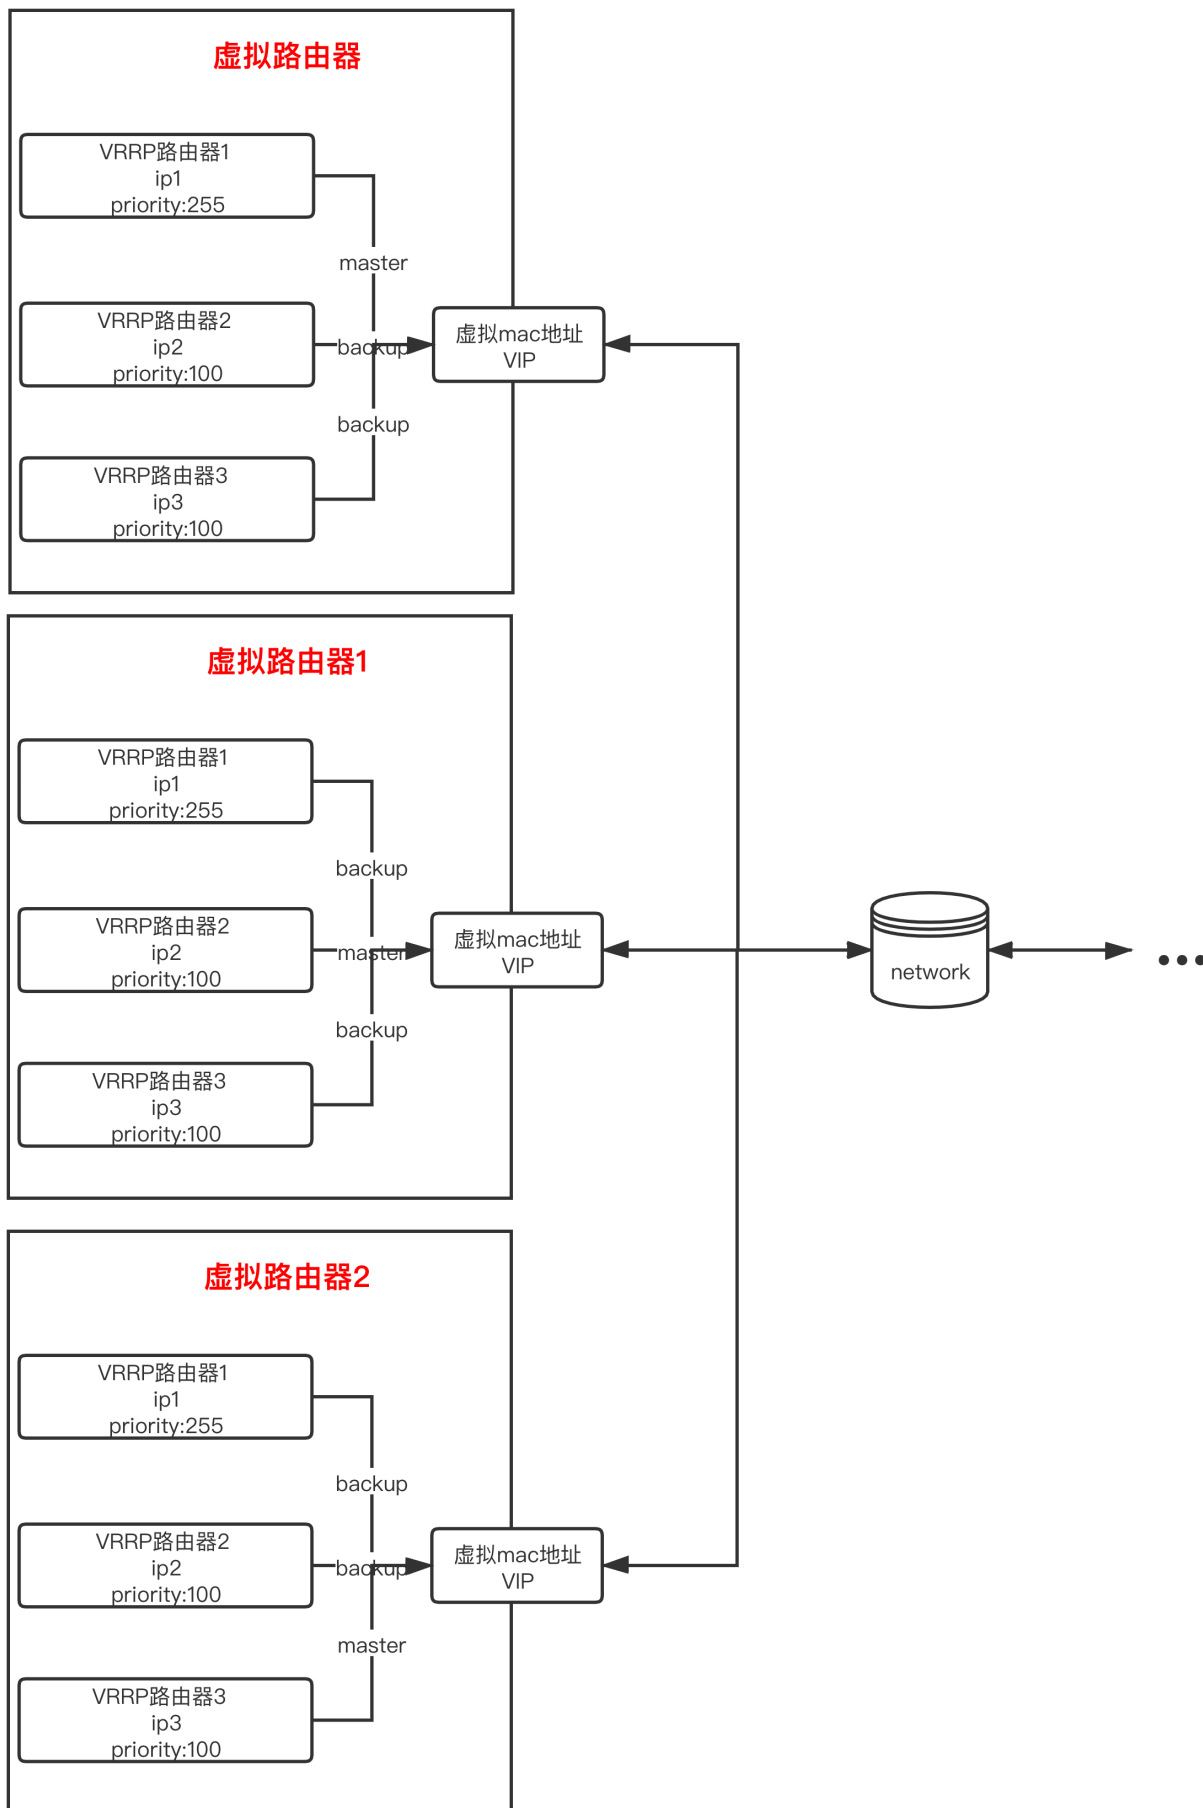 虚拟路由器
VRRP路由器1
ip1
priority:255
master
VRRP路由器2
ip2
priority:100
backup
虚拟mac地址
VIP
backup
VRRP路由器3
ip3
priority:100
虚拟路由器1
VRRP路由器1
ip1
priority:255
backup
VRRP路由器2
ip2
priority:100
master
虚拟mac地址
VIP
network
backup
VRRP路由器3
ip3
priority:100
虚拟路由器2
VRRP路由器1
ip1
priority:255
backup
VRRP路由器2
ip2
priority:100
backup
虚拟mac地址
VIP
master
VRRP路由器3
ip3
priority:100